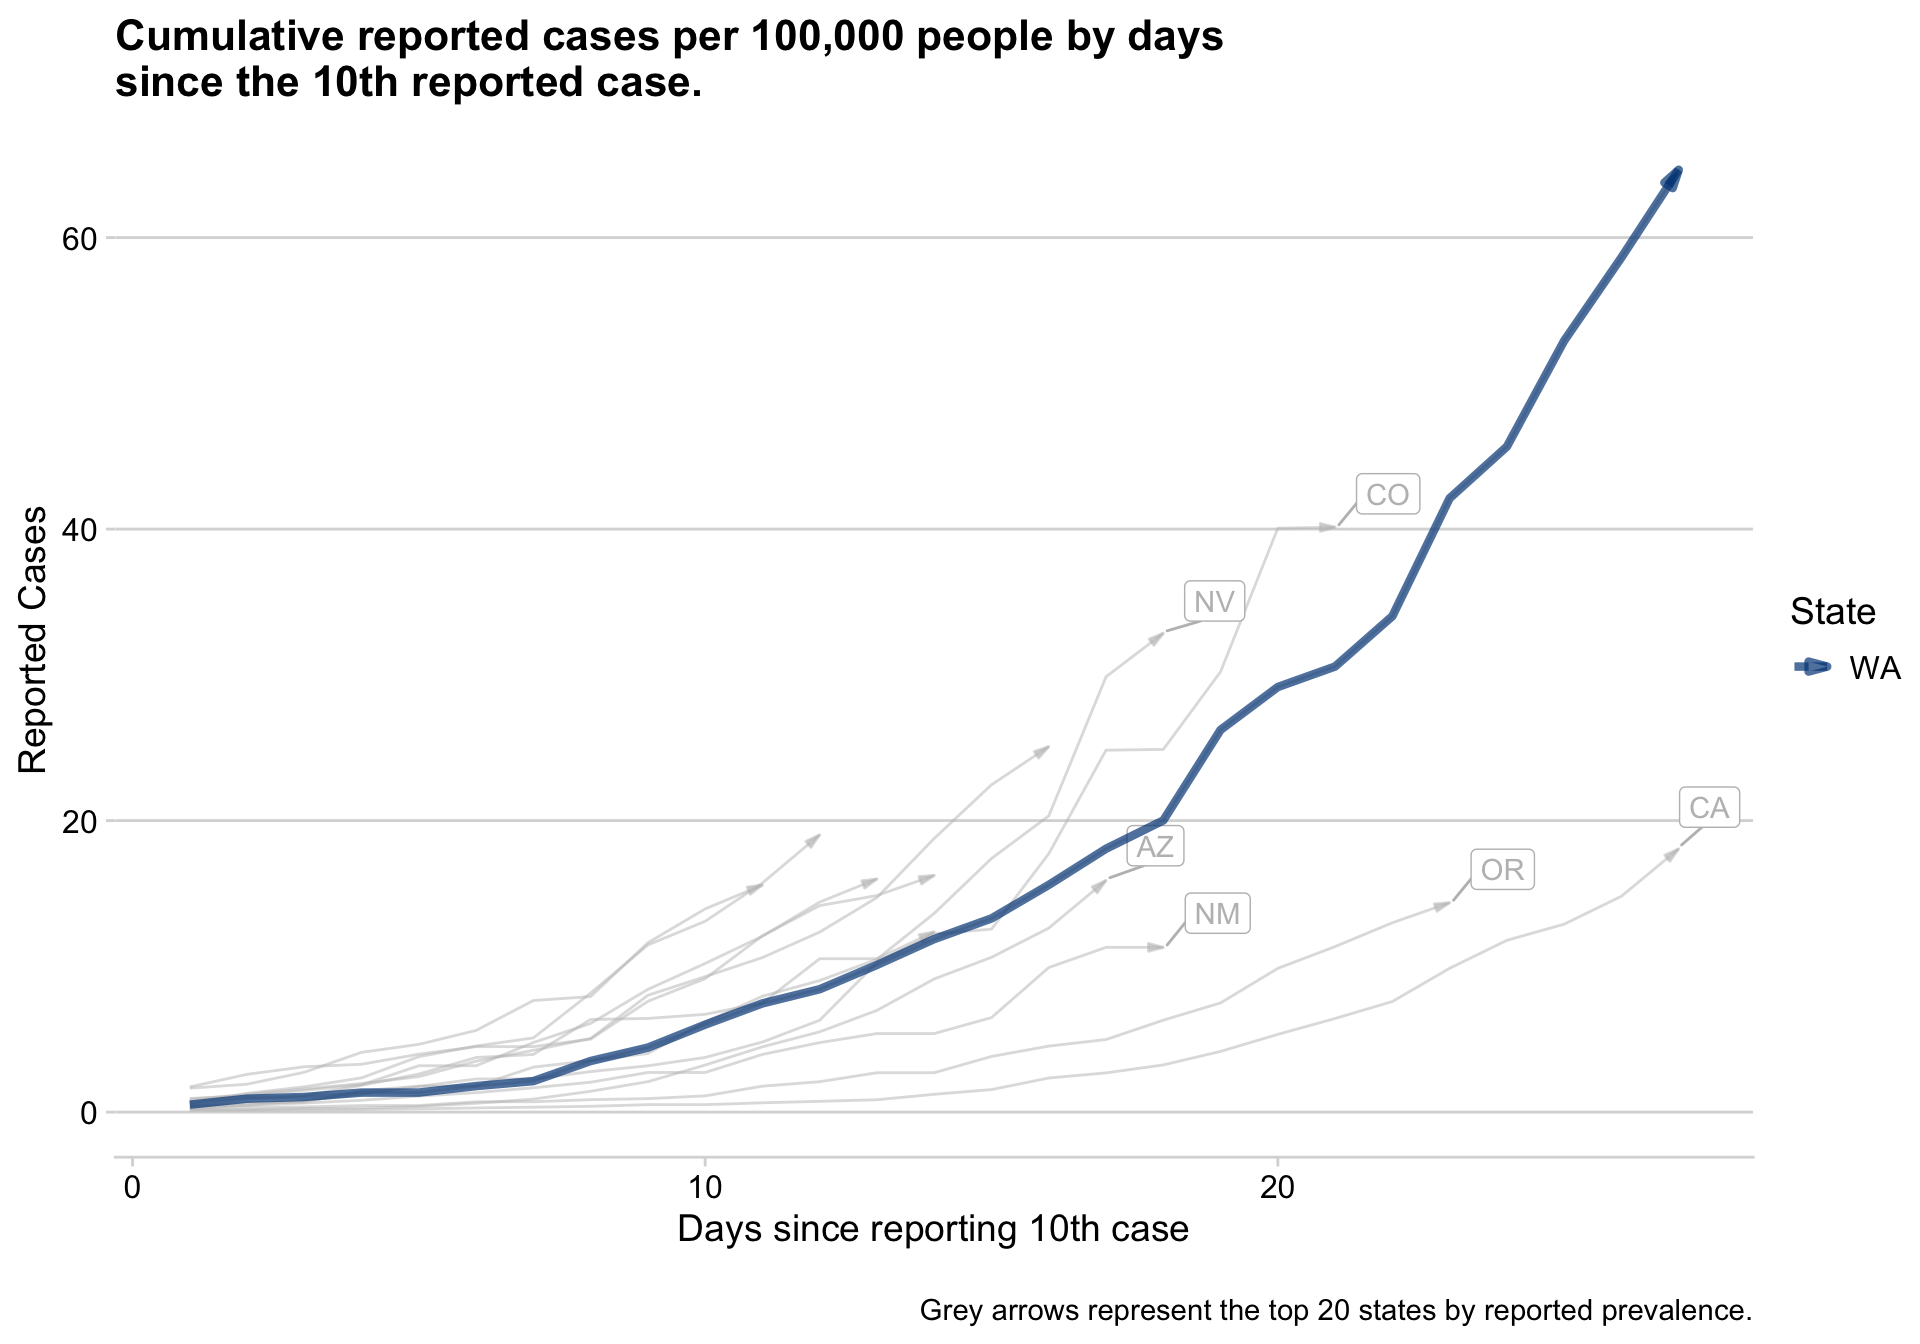 Cumulative reported cases per 100,000 people by days
since the 10th reported case.
60
40
20
0
Reported Cases
CO
NV
CA
AZ
OR
NM
State
WA
0 10 20
Days since reporting 10th case
Grey arrows represent the top 20 states by reported prevalence.